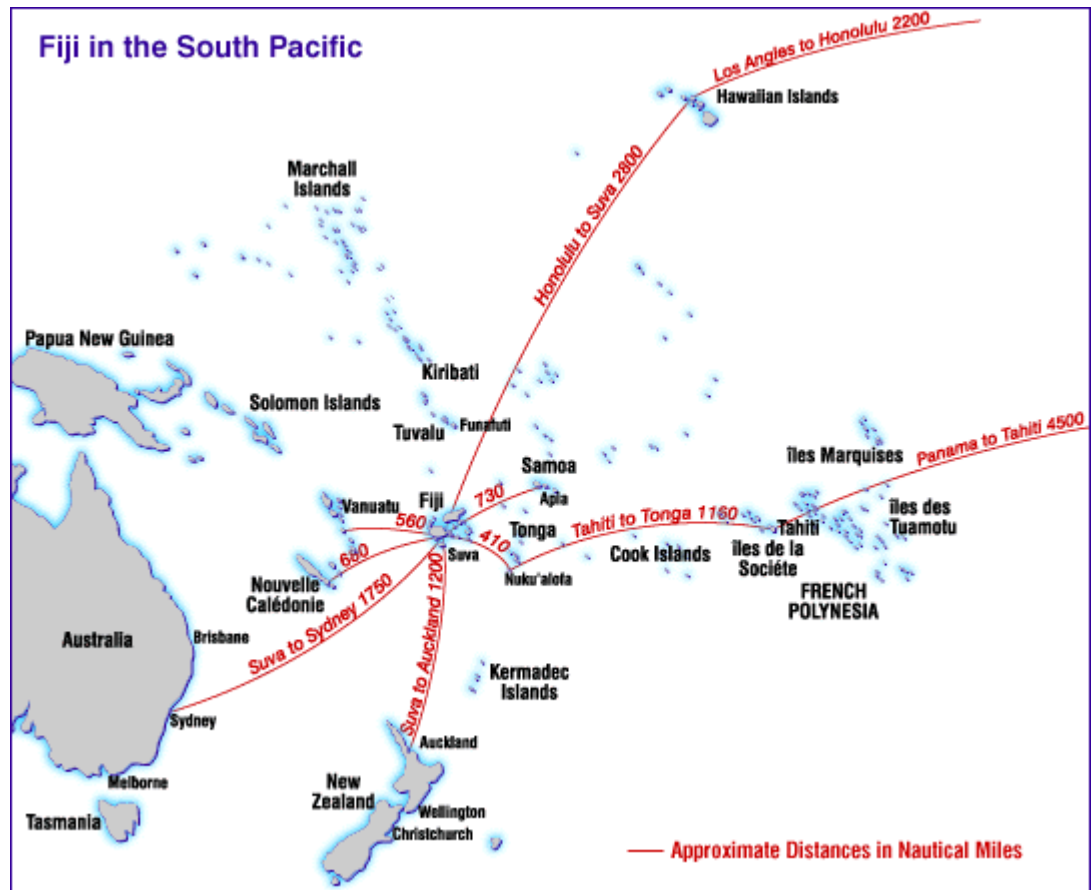 Fiji in the South Pacific
Los Angles to Honolulu 2200
Hawaiian Islands
Marchall
Islands
Honolulu to Suva 2800
Papua New Guinea
Kiribati
Solomon Islands
Tuvalu
Funafuti
îles Marquises
Panama to Tahiti 4500
Samoa
Apia
Fiji
730
Vanuatu
560
Tonga
Tahiti to Tonga 1160
Tahiti
îles des
Tuamotu
410
Suva
Cook Islands
îles de la
Sociéte
Nuku'alofa
Nouvelle
Calédonie
FRENCH
POLYNESIA
Suva to Sydney 1750
Suva to Auckland 1200
Australia
Brisbane
Kermadec
Islands
Sydney
Auckland
Melborne
New
Zealand
Tasmania
Wellington
Christchurch
Approximate Distances in Nautical Miles